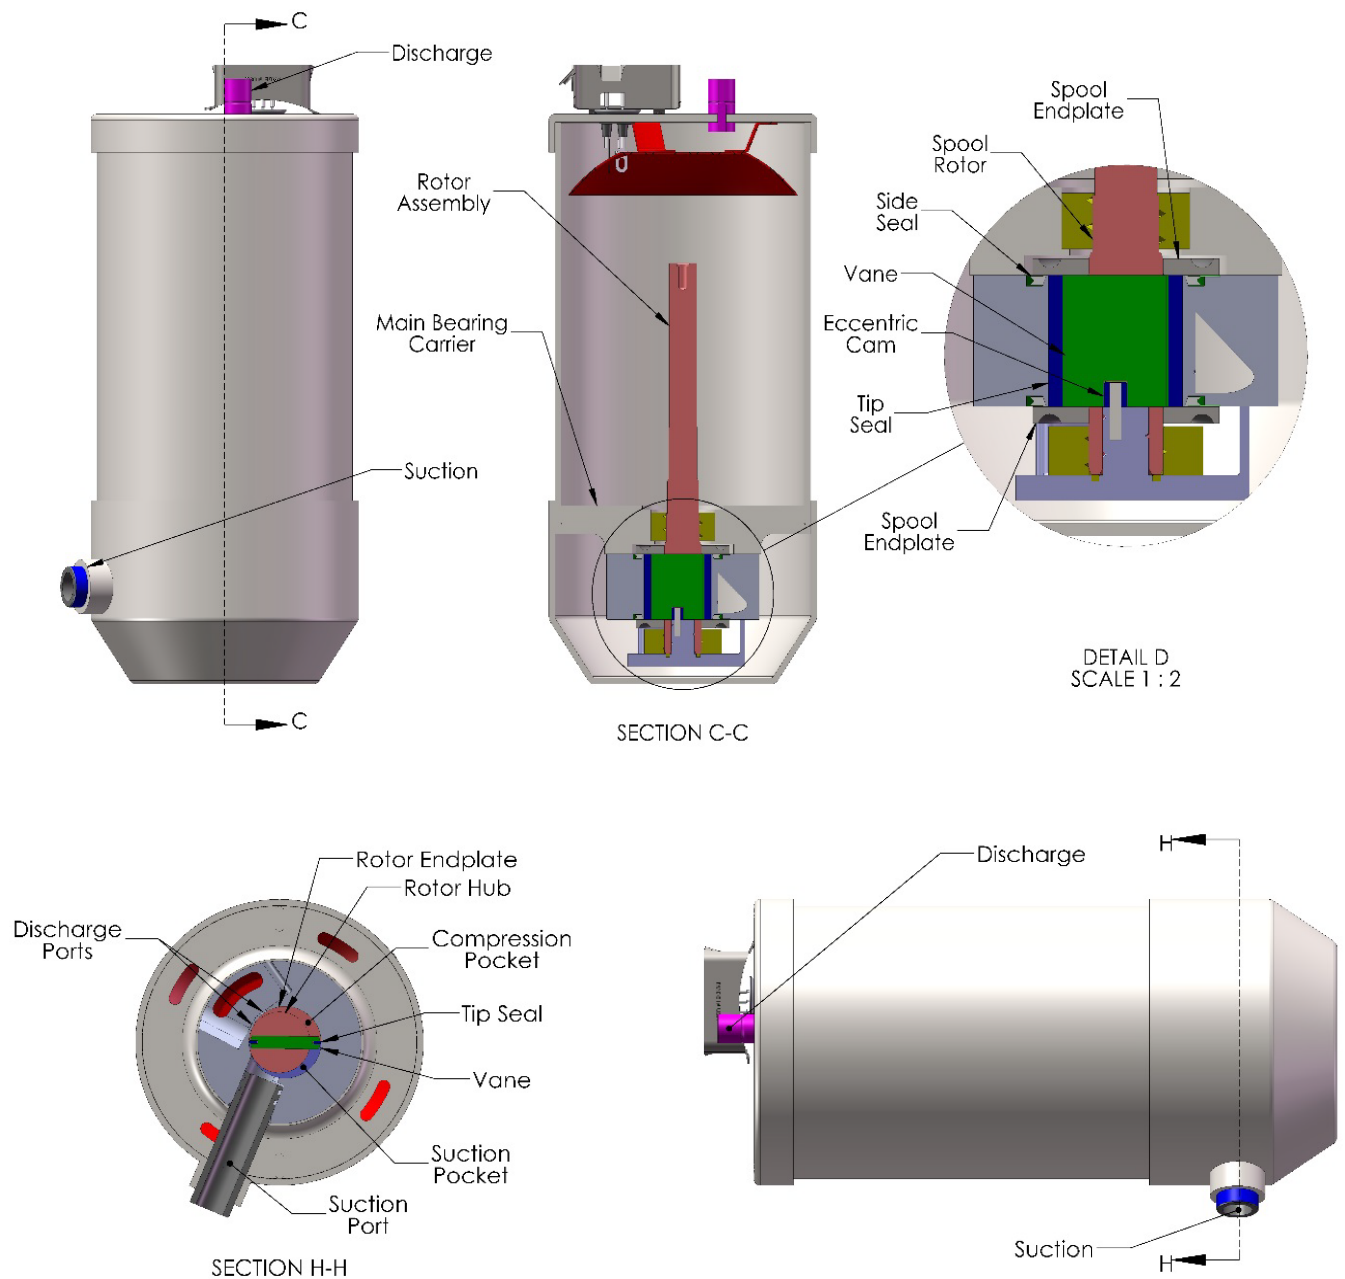 C
Discharge
Rotor
Assembly
Main Bearing
Carrier
Suction
C
SECTION C-C
Spool
Endplate
Spool
Rotor
Side
Seal
Vane
Eccentric
Cam
Tip
Seal
Spool
Endplate
DETAIL D
SCALE 1 : 2
Rotor Endplate
Rotor Hub
Discharge
Ports
Compression
Pocket
Tip Seal
Vane
Suction
Pocket
Suction
Port
SECTION H-H
H
Discharge
Suction
H